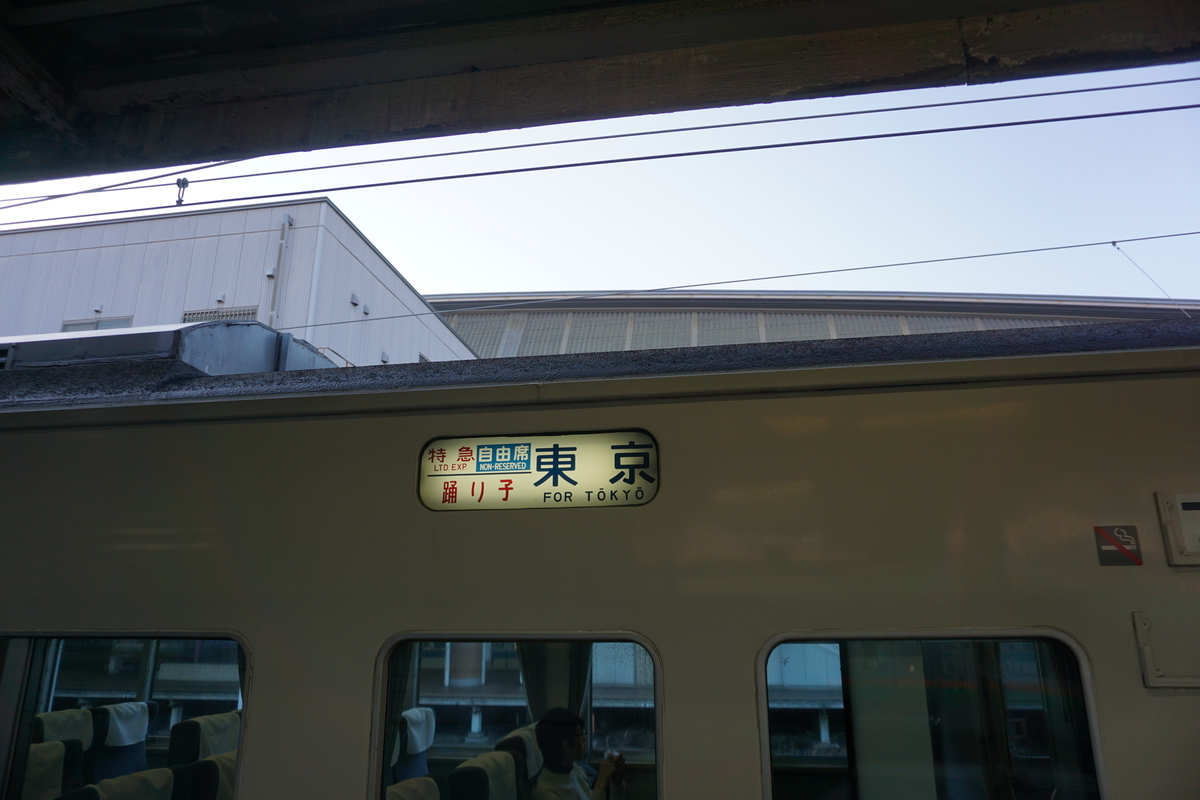 特急 自由席 東京
LTD. EXP. NON-RESERVED
踊り子 FOR TŌKYŌ